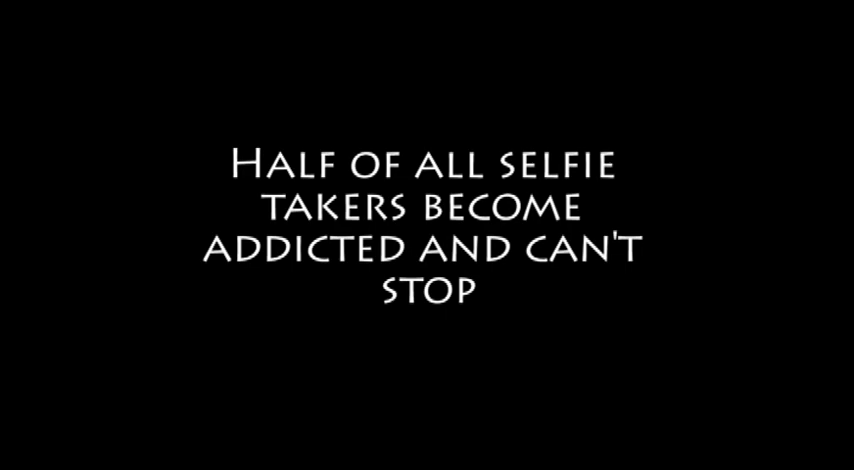 Half of all selfie
takers become
addicted and can't
stop